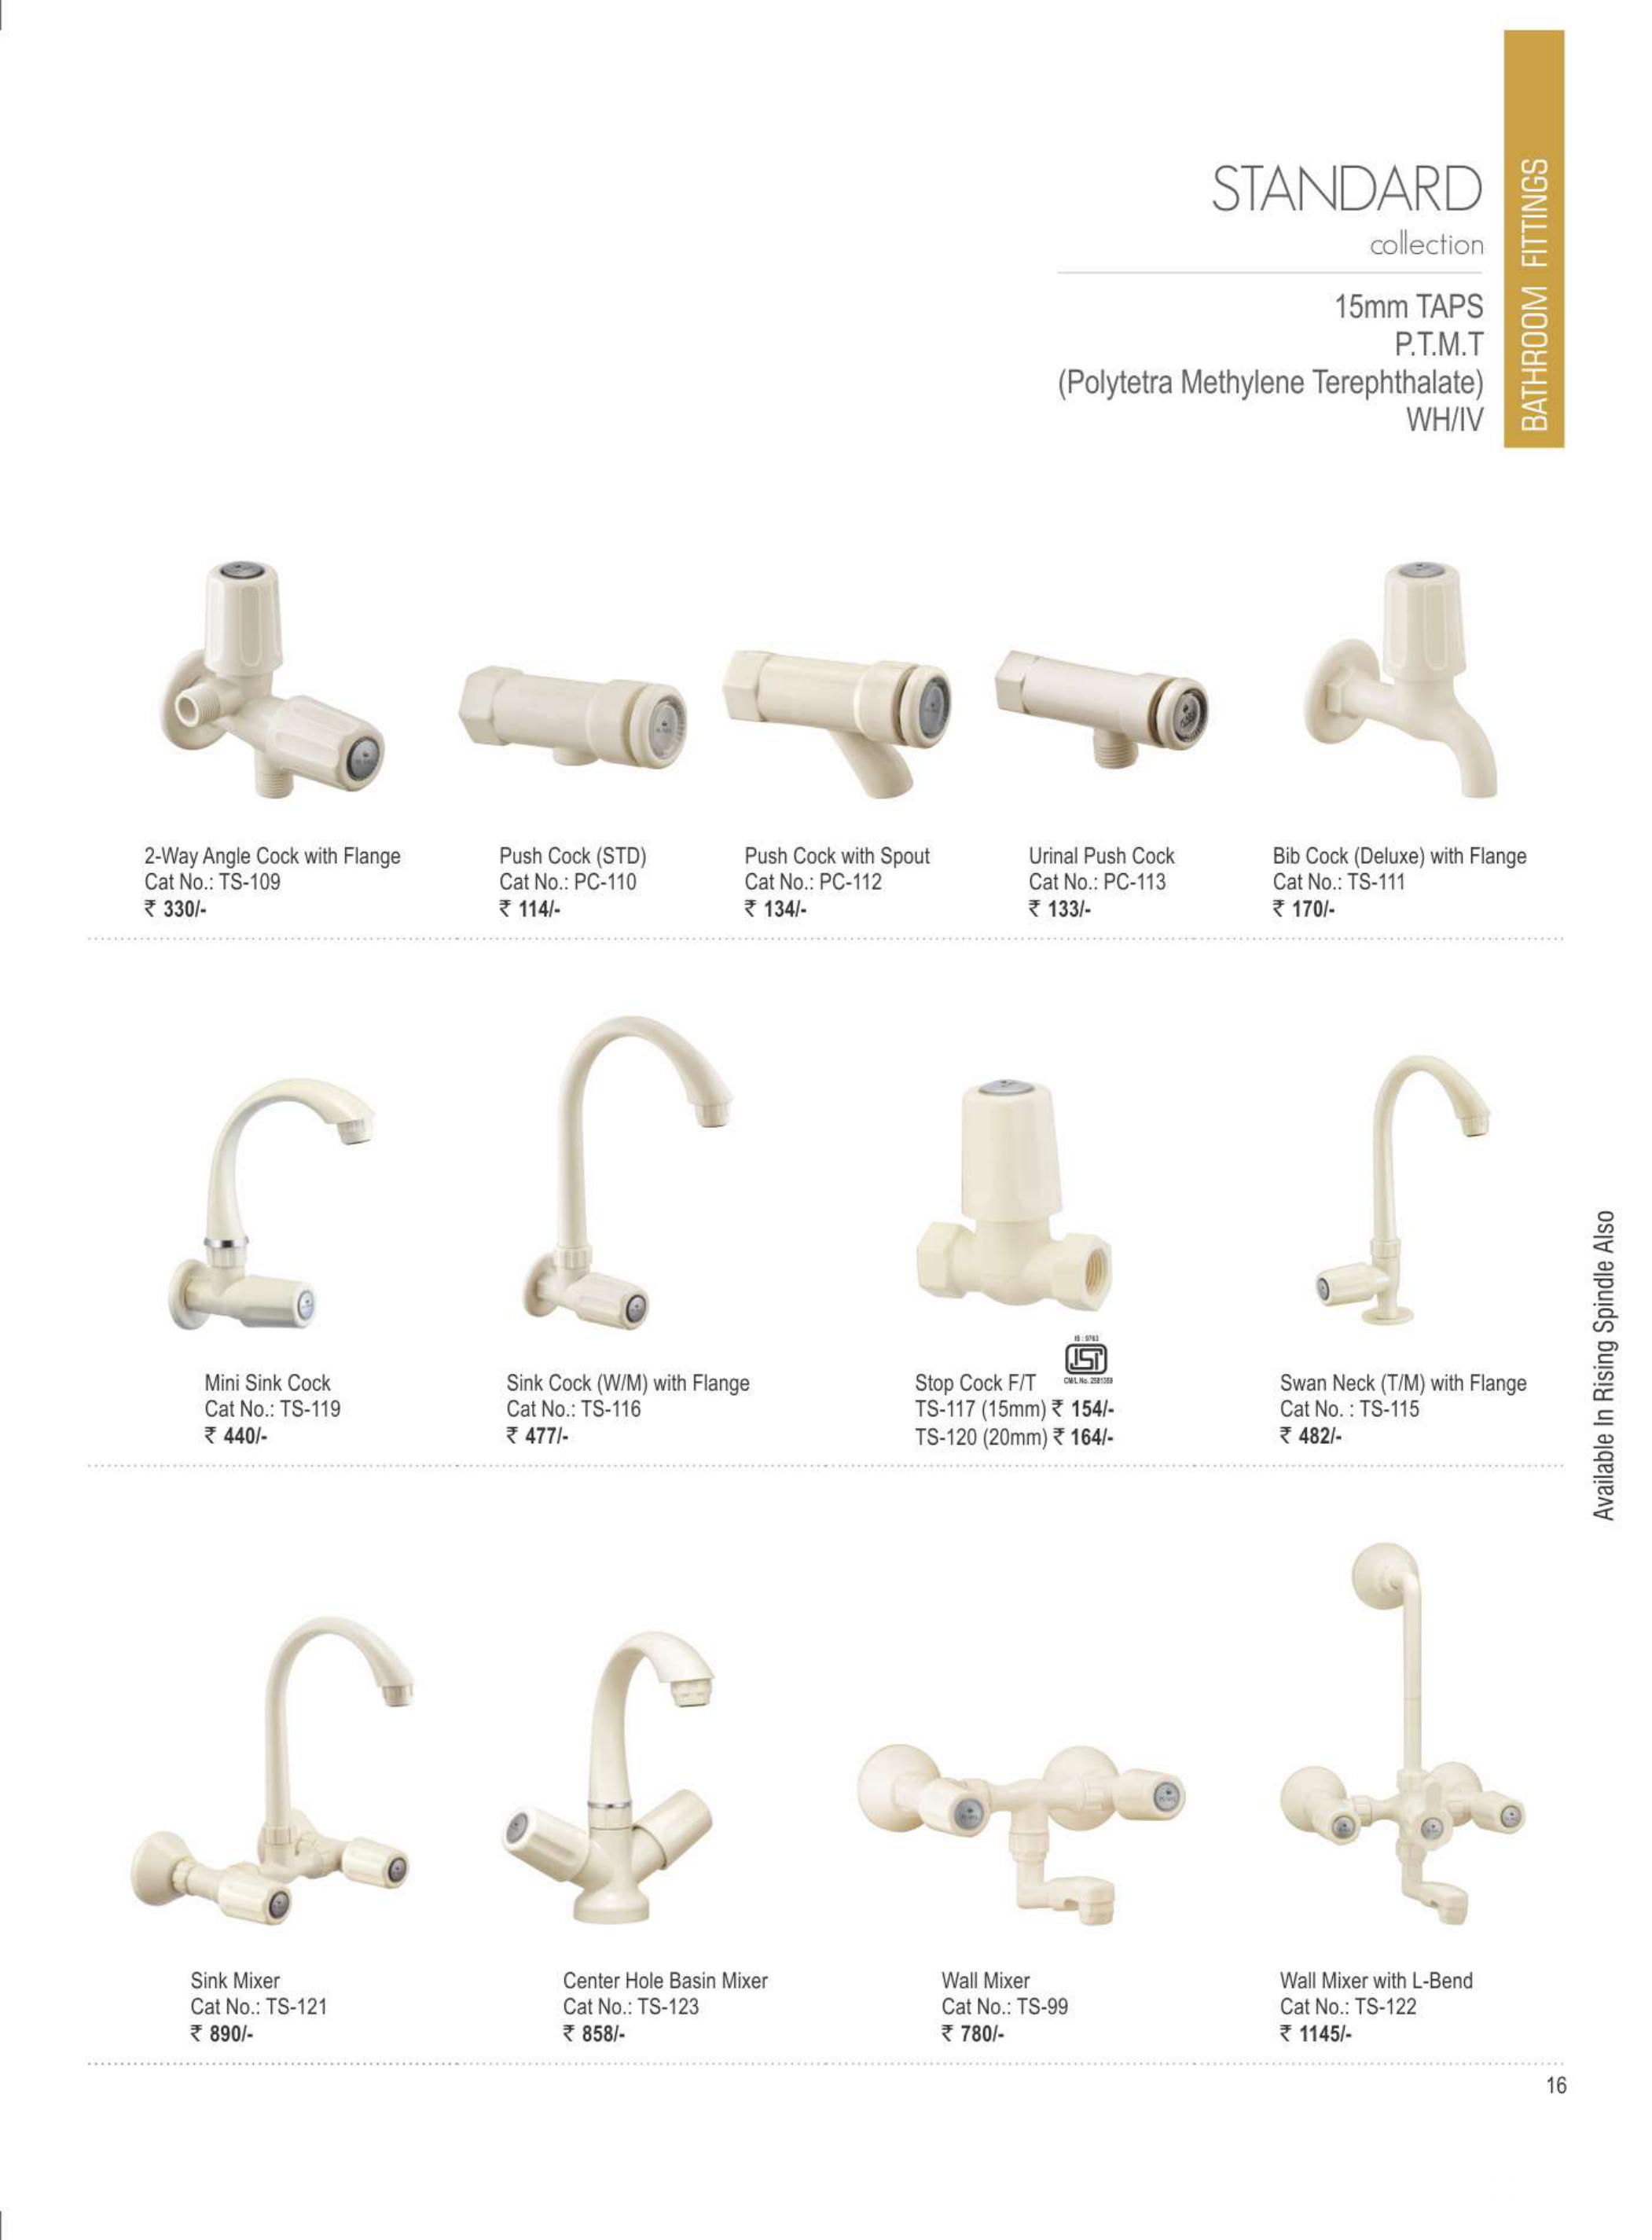 STANDARD
collection
15mm TAPS
P.T.M.T
(Polytetra Methylene Terephthalate)
WH/IV
BATHROOM FITTINGS
2-Way Angle Cock with Flange
Cat No.: TS-109
₹ 330/-
Push Cock (STD)
Cat No.: PC-110
₹ 114/-
Push Cock with Spout
Cat No.: PC-112
₹ 134/-
Urinal Push Cock
Cat No.: PC-113
₹ 133/-
Bib Cock (Deluxe) with Flange
Cat No.: TS-111
₹ 170/-
Mini Sink Cock
Cat No.: TS-119
₹ 440/-
Sink Cock (W/M) with Flange
Cat No.: TS-116
₹ 477/-
IS : 9763
Stop Cock F/T
TS-117 (15mm) ₹ 154/-
TS-120 (20mm) ₹ 164/-
Swan Neck (T/M) with Flange
Cat No. : TS-115
₹ 482/-
Available In Rising Spindle Also
Sink Mixer
Cat No.: TS-121
₹ 890/-
Center Hole Basin Mixer
Cat No.: TS-123
₹ 858/-
Wall Mixer
Cat No.: TS-99
₹ 780/-
Wall Mixer with L-Bend
Cat No.: TS-122
₹ 1145/-
16